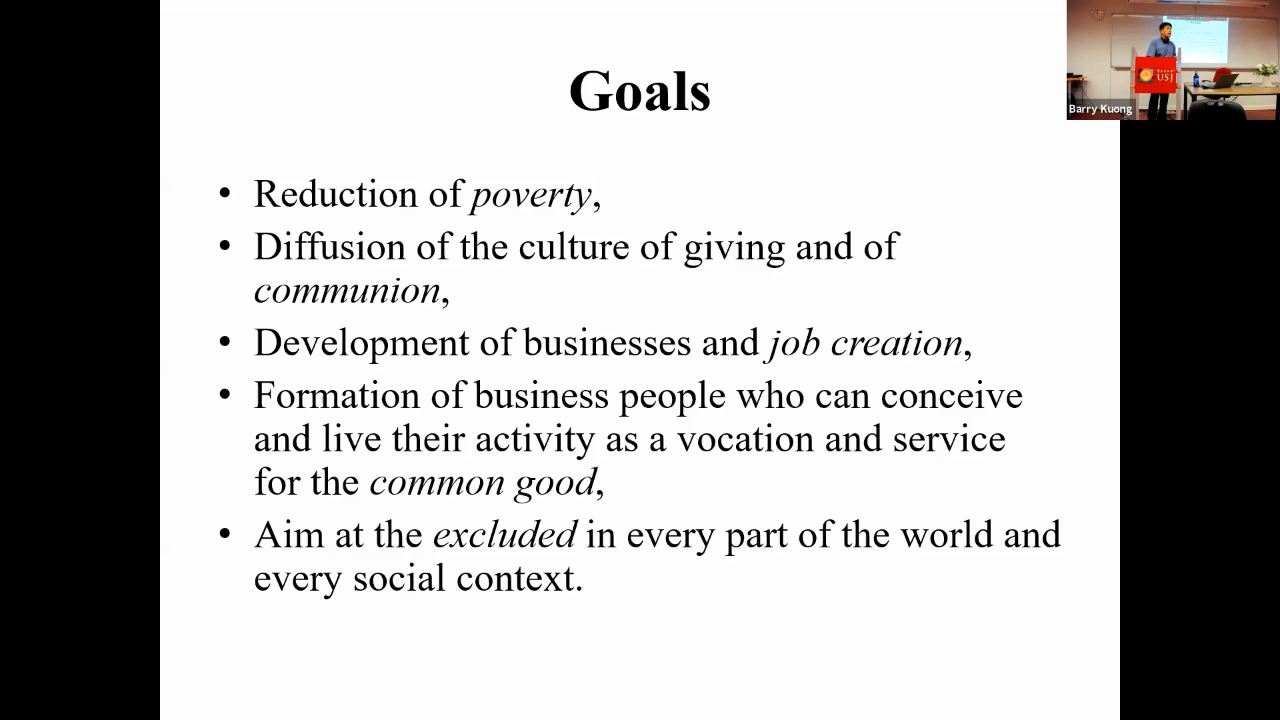 Goals
• Reduction of poverty,
• Diffusion of the culture of giving and of
communion,
• Development of businesses and job creation,
• Formation of business people who can conceive
and live their activity as a vocation and service
for the common good,
• Aim at the excluded in every part of the world and
every social context.
USJ
Barry Kuong